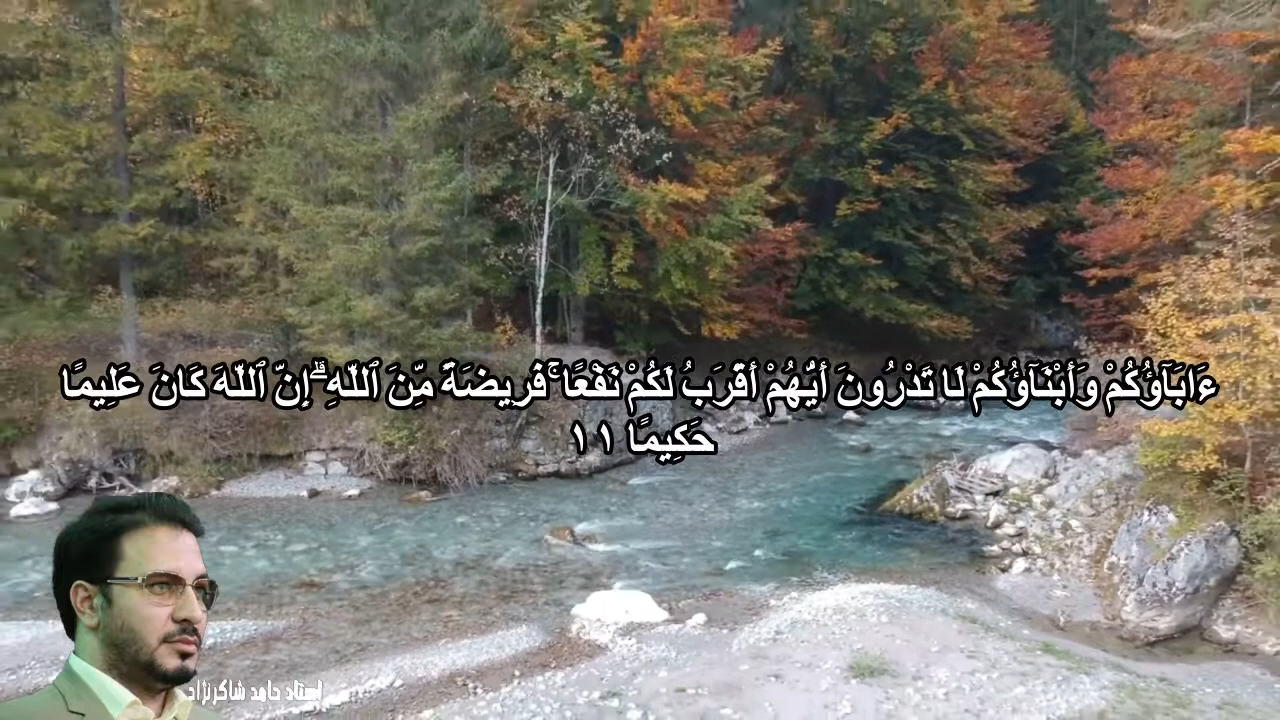 ءَابَآؤُكُمْ وَأَبْنَآؤُكُمْ لَا تَدْرُونَ أَيُّهُمْ أَقْرَبُ لَكُمْ نَفْعًا ۚ فَرِيضَةً مِّنَ ٱللَّهِ ۗ إِنَّ ٱللَّهَ كَانَ عَلِيمًا
حَكِيمًا ١١
استاد حامد شاکرنژاد